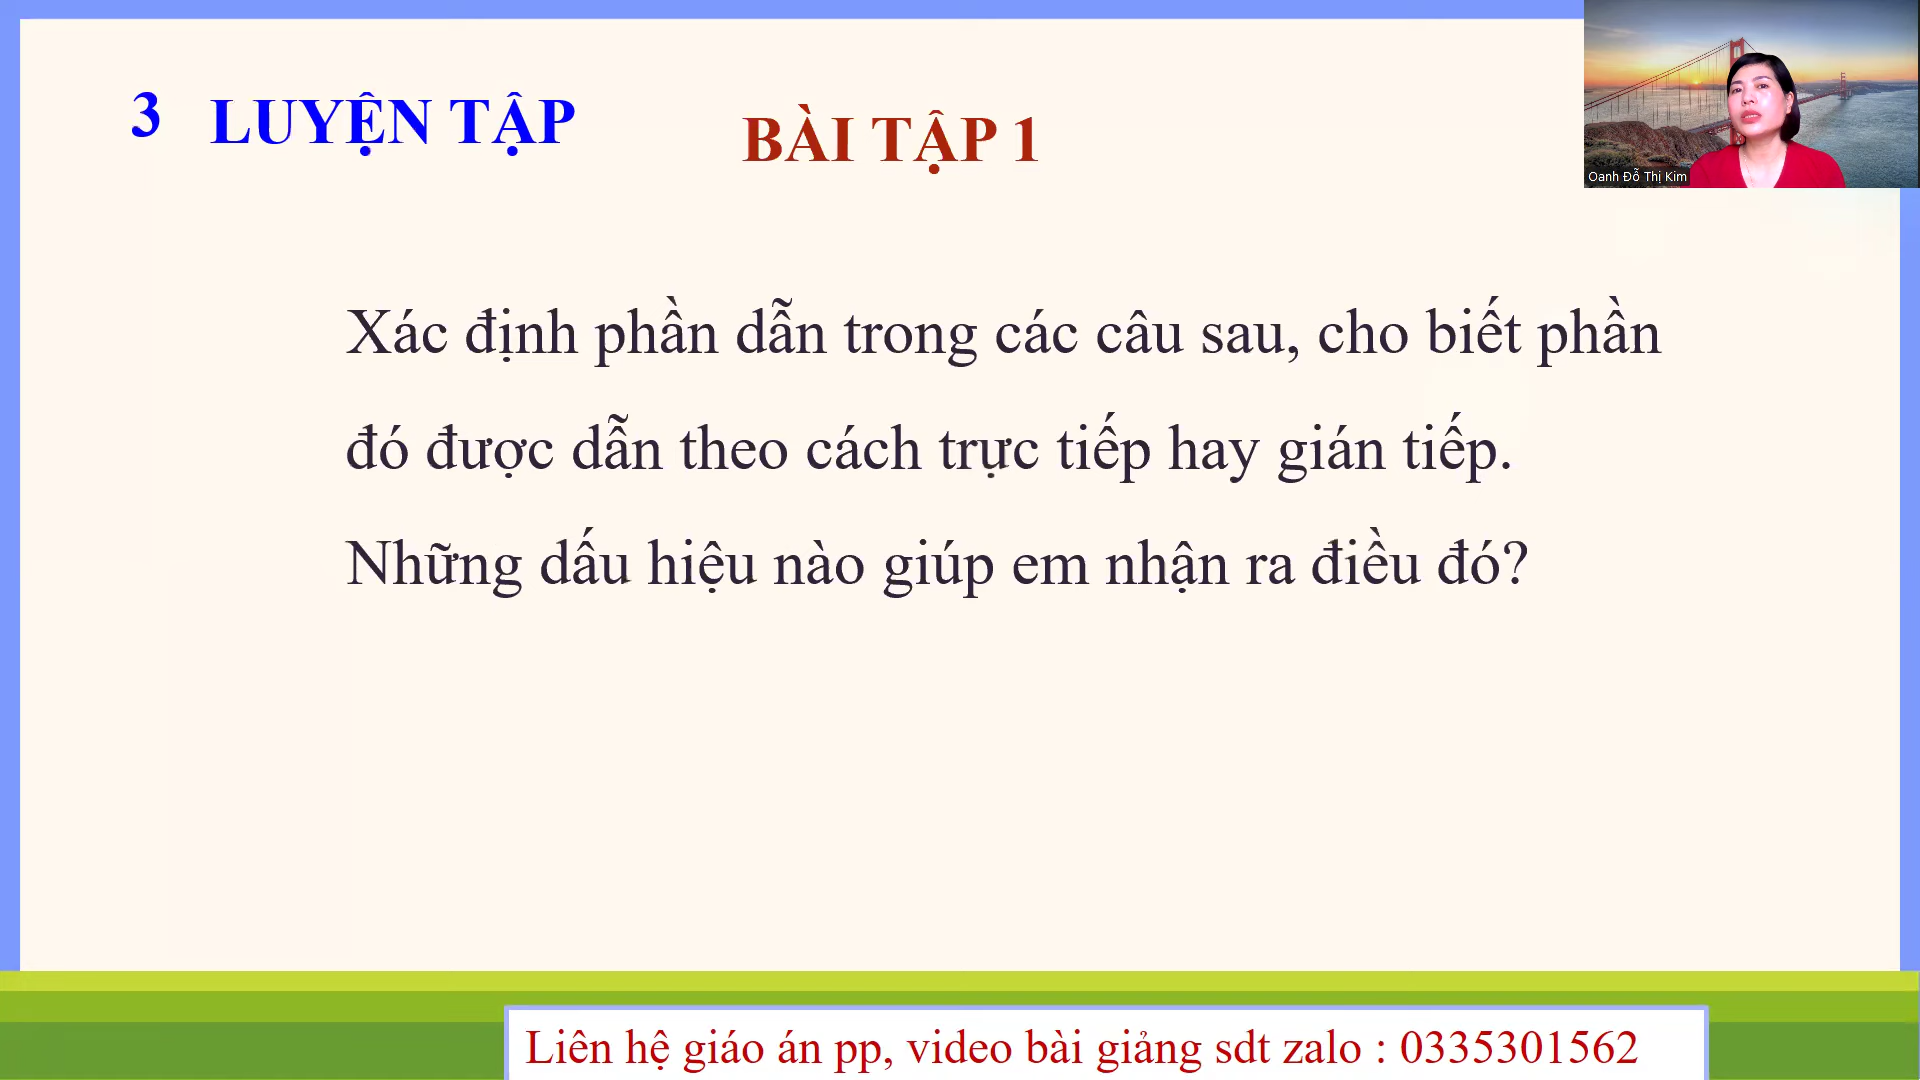 3 LUYỆN TẬP
BÀI TẬP 1
Oanh Đỗ Thị Kim
Xác định phần dẫn trong các câu sau, cho biết phần
đó được dẫn theo cách trực tiếp hay gián tiếp.
Những dấu hiệu nào giúp em nhận ra điều đó?
Liên hệ giáo án pp, video bài giảng sdt zalo : 0335301562